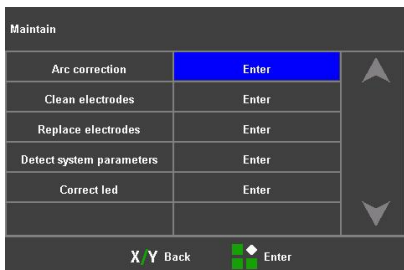 Maintain
Arc correction Enter
Clean electrodes Enter
Replace electrodes Enter
Detect system parameters Enter
Correct led Enter
X/Y Back Enter